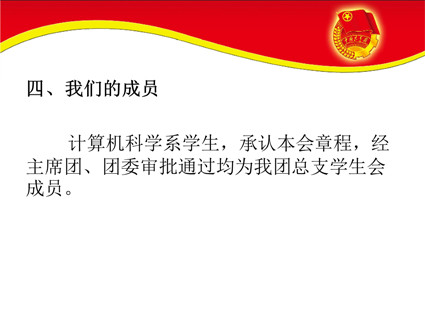 四、我们的成员
计算机科学系学生，承认本会章程，经
主席团、团委审批通过均为我团总支学生会
成员。